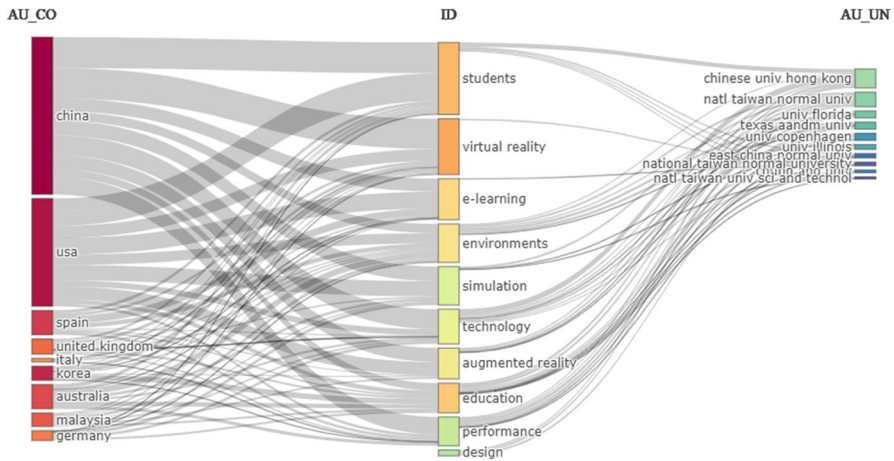 AU_CO
ID
AU_UN
china
usa
spain
united kingdom
italy
korea
australia
malaysia
germany
students
virtual reality
e-learning
environments
simulation
technology
augmented reality
education
performance
design
chinese univ hong kong
natl taiwan normal univ
univ florida
texas aandm univ
univ copenhagen
univ illinois
east china normal univ
national taiwan normal university
natl taiwan univ sci and technol